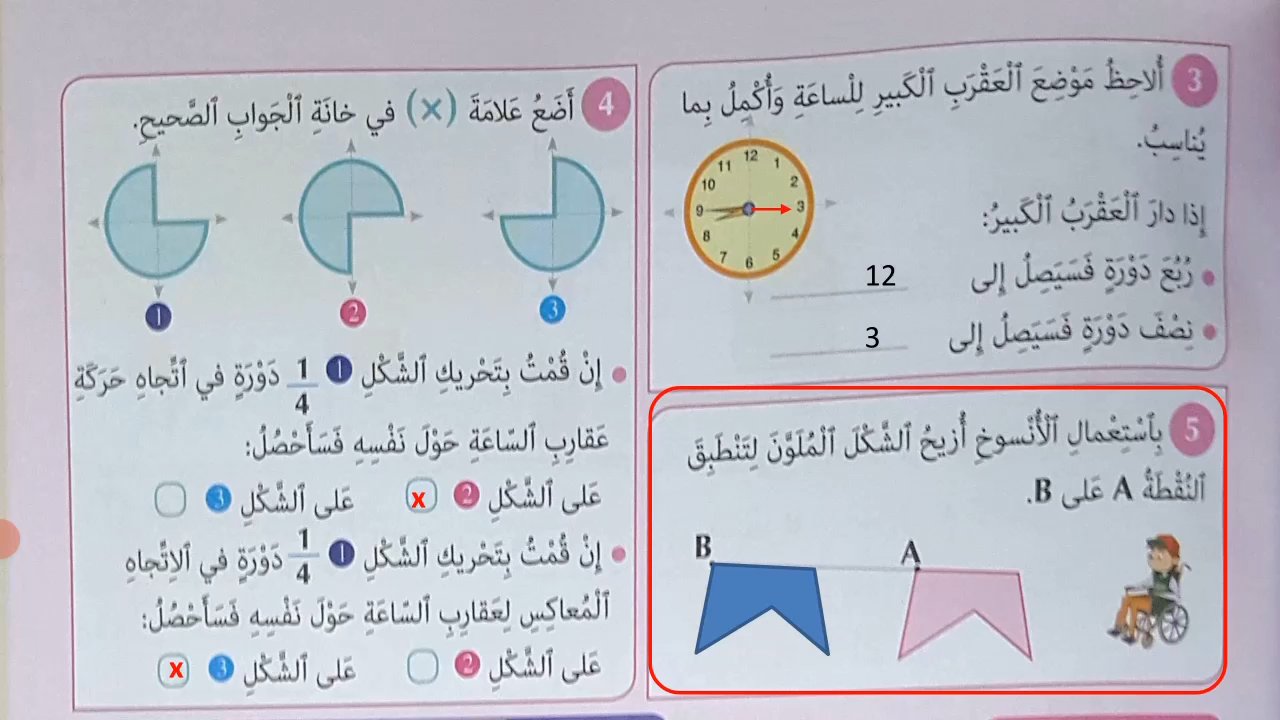 3 أُلاحِظُ مَوْضِعَ ٱلْعَقْرَبِ ٱلْكَبيرِ لِلْساعَةِ وَأُكْمِلُ بِما
يُناسِبُ.
إِذا دارَ ٱلْعَقْرَبُ ٱلْكَبيرُ:
12 1 2 3 4 5 6 7 8 9 10 11
• رُبُعَ دَوْرَةٍ فَسَيَصِلُ إِلى 12
• نِصْفَ دَوْرَةٍ فَسَيَصِلُ إِلى 3
5 بِٱسْتِعْمالِ ٱلْأُنْسوخِ أُزيحُ ٱلشَّكْلَ ٱلْمُلَوَّنَ لِتَنْطَبِقَ
ٱلنُّقْطَةُ A عَلى B.
B A
4 أَضَعُ عَلامَةَ (×) في خانَةِ ٱلْجَوابِ ٱلصَّحيحِ.
1 2 3
• إِنْ قُمْتُ بِتَحْريكِ ٱلشَّكْلِ 1 1/4 دَوْرَةٍ في ٱتِّجاهِ حَرَكَةِ
عَقارِبِ ٱلسّاعَةِ حَوْلَ نَفْسِهِ فَسَأَحْصُلُ:
عَلى ٱلشَّكْلِ 2 x عَلى ٱلشَّكْلِ 3
• إِنْ قُمْتُ بِتَحْريكِ ٱلشَّكْلِ 1 1/4 دَوْرَةٍ في ٱلِاتِّجاهِ
ٱلْمُعاكِسِ لِعَقارِبِ ٱلسّاعَةِ حَوْلَ نَفْسِهِ فَسَأَحْصُلُ:
عَلى ٱلشَّكْلِ 2 عَلى ٱلشَّكْلِ 3 x